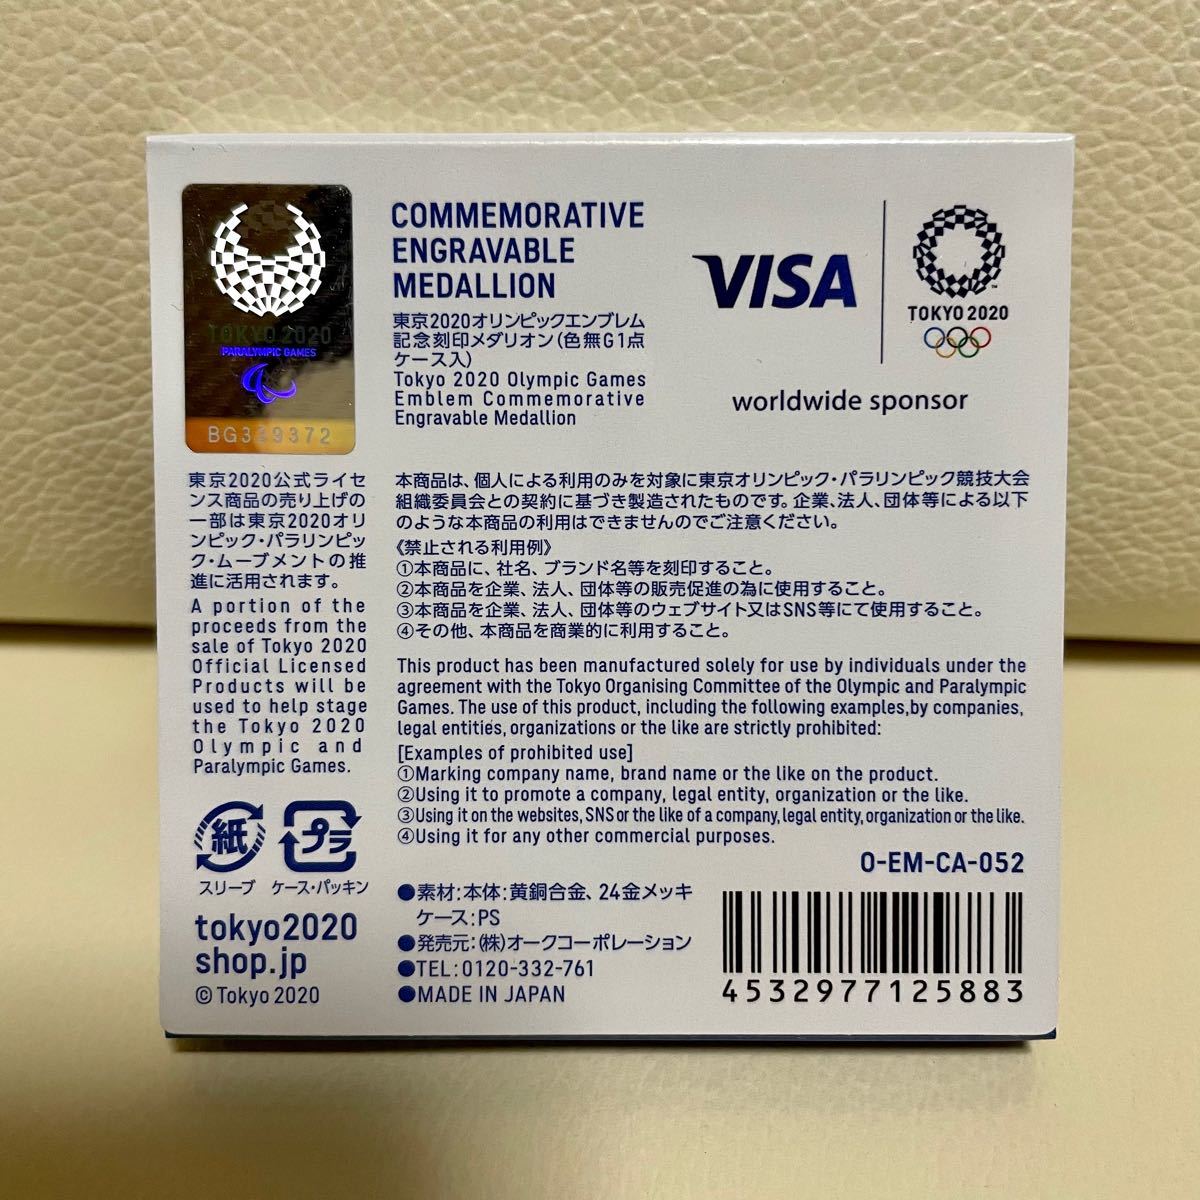 TOKYO 2020
PARALYMPIC GAMES
BG339372
COMMEMORATIVE
ENGRAVABLE
MEDALLION
東京2020オリンピックエンブレム
記念刻印メダリオン(色無G1点
ケース入)
Tokyo 2020 Olympic Games
Emblem Commemorative
Engravable Medallion
VISA
TM
TOKYO 2020
worldwide sponsor
東京2020公式ライセ
ンス商品の売り上げの
一部は東京2020オリ
ンピック・パラリンピッ
ク・ムーブメントの推
進に活用されます。
A portion of the
proceeds from the
sale of Tokyo 2020
Official Licensed
Products will be
used to help stage
the Tokyo 2020
Olympic and
Paralympic Games.
本商品は、個人による利用のみを対象に東京オリンピック・パラリンピック競技大会
組織委員会との契約に基づき製造されたものです。企業、法人、団体等による以下
のような本商品の利用はできませんのでご注意ください。
《禁止される利用例》
①本商品に、社名、ブランド名等を刻印すること。
②本商品を企業、法人、団体等の販売促進の為に使用すること。
③本商品を企業、法人、団体等のウェブサイト又はSNS等にて使用すること。
④その他、本商品を商業的に利用すること。
This product has been manufactured solely for use by individuals under the
agreement with the Tokyo Organising Committee of the Olympic and Paralympic
Games. The use of this product, including the following examples,by companies,
legal entities, organizations or the like are strictly prohibited:
[Examples of prohibited use]
①Marking company name, brand name or the like on the product.
②Using it to promote a company, legal entity, organization or the like.
③Using it on the websites, SNS or the like of a company, legal entity, organization or the like.
④Using it for any other commercial purposes.
O-EM-CA-052
紙 プラ
スリーブ ケース・パッキン
tokyo2020
shop.jp
© Tokyo 2020
●素材:本体:黄銅合金、24金メッキ
ケース:PS
●発売元:(株)オークコーポレーション
●TEL:0120-332-761
●MADE IN JAPAN
4532977125883